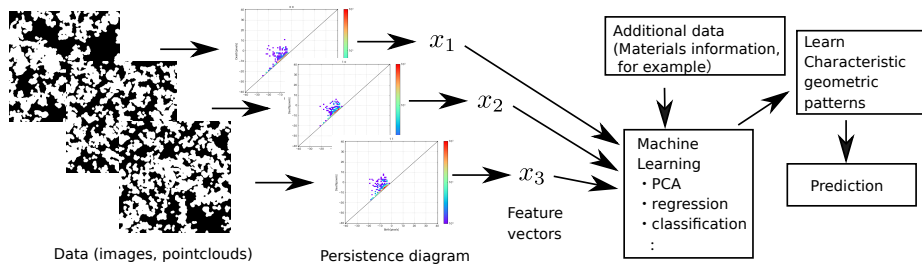 x₁
x₂
x₃
Additional data
(Materials information,
for example)
Learn
Characteristic
geometric
patterns
Machine
Learning
・PCA
・regression
・classification
:
Prediction
Feature
vectors
Data (images, pointclouds)
Persistence diagram